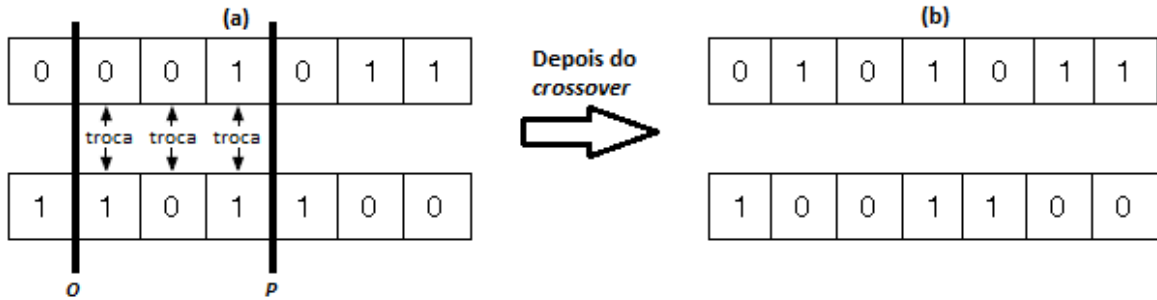 (a)
0 0 0 1 0 1 1
troca troca troca
1 1 0 1 1 0 0
O P
Depois do
crossover
(b)
0 1 0 1 0 1 1
1 0 0 1 1 0 0